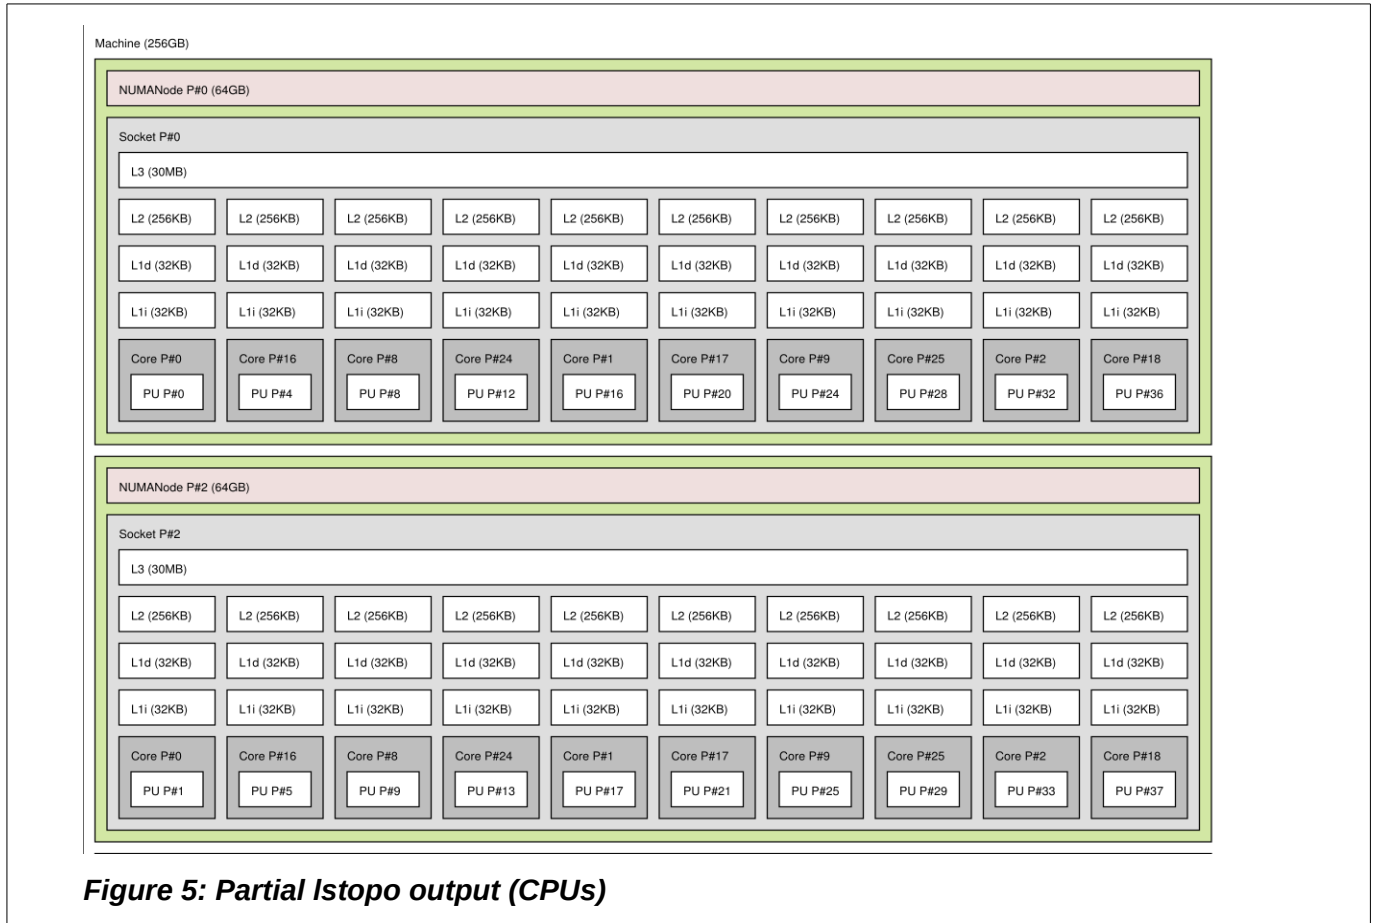 Machine (256GB)
NUMANode P#0 (64GB)
Socket P#0
L3 (30MB)
L2 (256KB) L2 (256KB) L2 (256KB) L2 (256KB) L2 (256KB) L2 (256KB) L2 (256KB) L2 (256KB) L2 (256KB) L2 (256KB)
L1d (32KB) L1d (32KB) L1d (32KB) L1d (32KB) L1d (32KB) L1d (32KB) L1d (32KB) L1d (32KB) L1d (32KB) L1d (32KB)
L1i (32KB) L1i (32KB) L1i (32KB) L1i (32KB) L1i (32KB) L1i (32KB) L1i (32KB) L1i (32KB) L1i (32KB) L1i (32KB)
Core P#0 Core P#16 Core P#8 Core P#24 Core P#1 Core P#17 Core P#9 Core P#25 Core P#2 Core P#18
PU P#0 PU P#4 PU P#8 PU P#12 PU P#16 PU P#20 PU P#24 PU P#28 PU P#32 PU P#36
NUMANode P#2 (64GB)
Socket P#2
L3 (30MB)
L2 (256KB) L2 (256KB) L2 (256KB) L2 (256KB) L2 (256KB) L2 (256KB) L2 (256KB) L2 (256KB) L2 (256KB) L2 (256KB)
L1d (32KB) L1d (32KB) L1d (32KB) L1d (32KB) L1d (32KB) L1d (32KB) L1d (32KB) L1d (32KB) L1d (32KB) L1d (32KB)
L1i (32KB) L1i (32KB) L1i (32KB) L1i (32KB) L1i (32KB) L1i (32KB) L1i (32KB) L1i (32KB) L1i (32KB) L1i (32KB)
Core P#0 Core P#16 Core P#8 Core P#24 Core P#1 Core P#17 Core P#9 Core P#25 Core P#2 Core P#18
PU P#1 PU P#5 PU P#9 PU P#13 PU P#17 PU P#21 PU P#25 PU P#29 PU P#33 PU P#37
Figure 5: Partial lstopo output (CPUs)